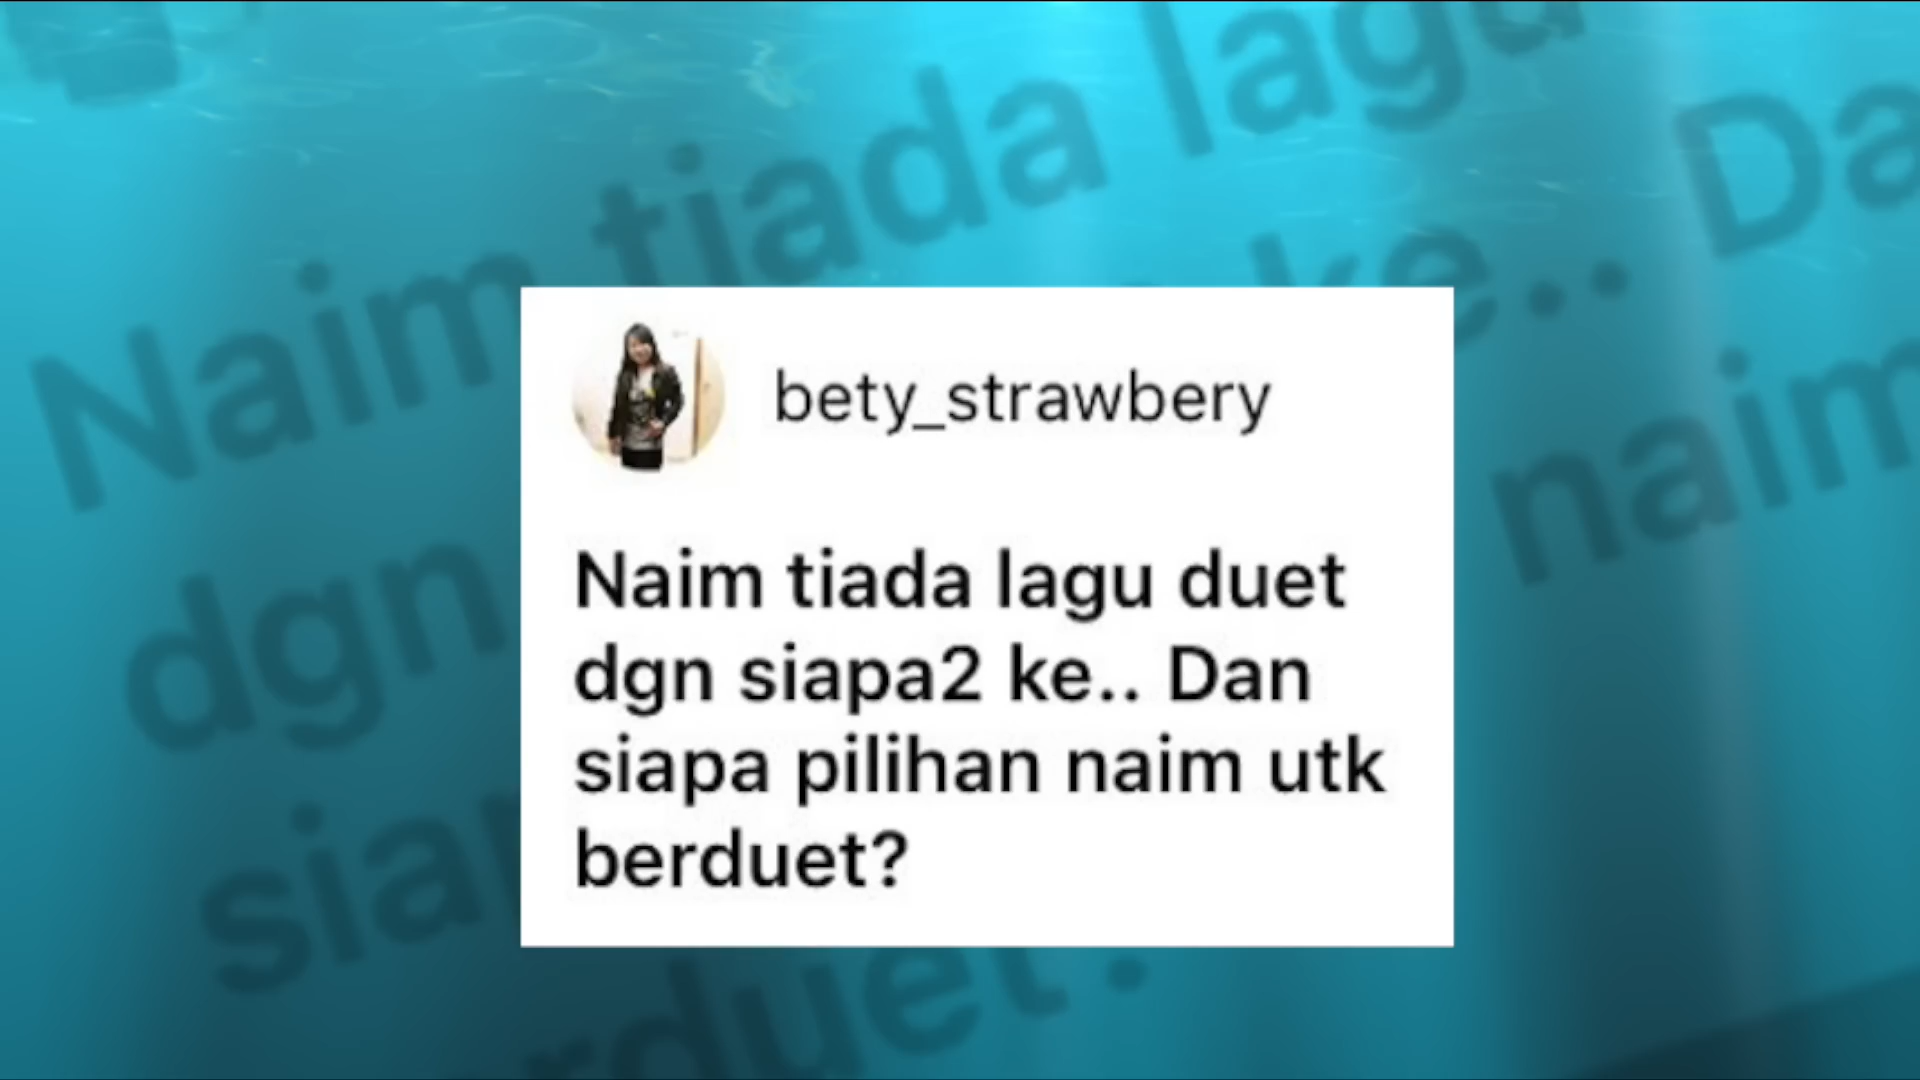 bety_strawbery
Naim tiada lagu duet
dgn siapa2 ke.. Dan
siapa pilihan naim utk
berduet?